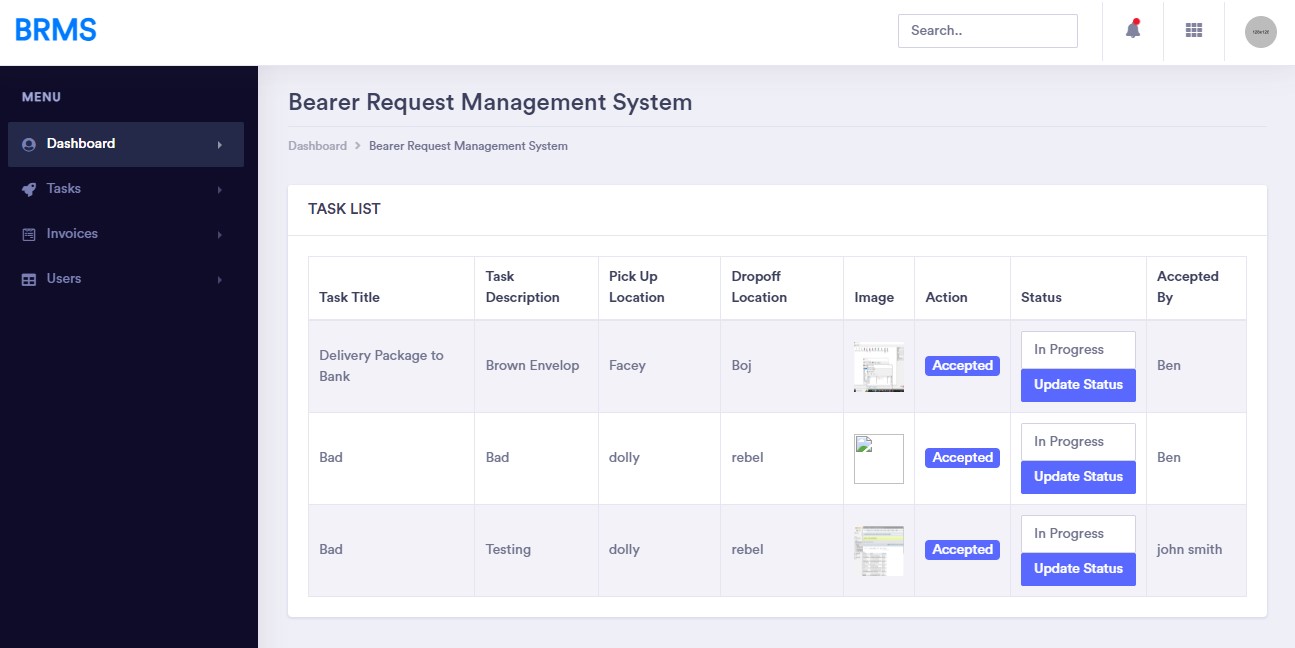 BRMS
Search..
MENU
Dashboard
Tasks
Invoices
Users
Bearer Request Management System
Dashboard > Bearer Request Management System
TASK LIST
Task Title
Task
Description
Pick Up
Location
Dropoff
Location
Image
Action
Status
Accepted
By
Delivery Package to
Bank
Brown Envelop
Facey
Boj
Accepted
In Progress
Update Status
Ben
Bad
Bad
dolly
rebel
Accepted
In Progress
Update Status
Ben
Bad
Testing
dolly
rebel
Accepted
In Progress
Update Status
john smith